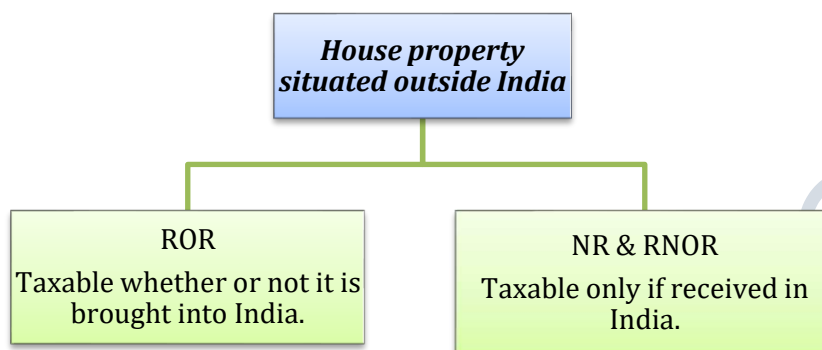 House property
situated outside India
ROR
Taxable whether or not it is
brought into India.
NR & RNOR
Taxable only if received in
India.